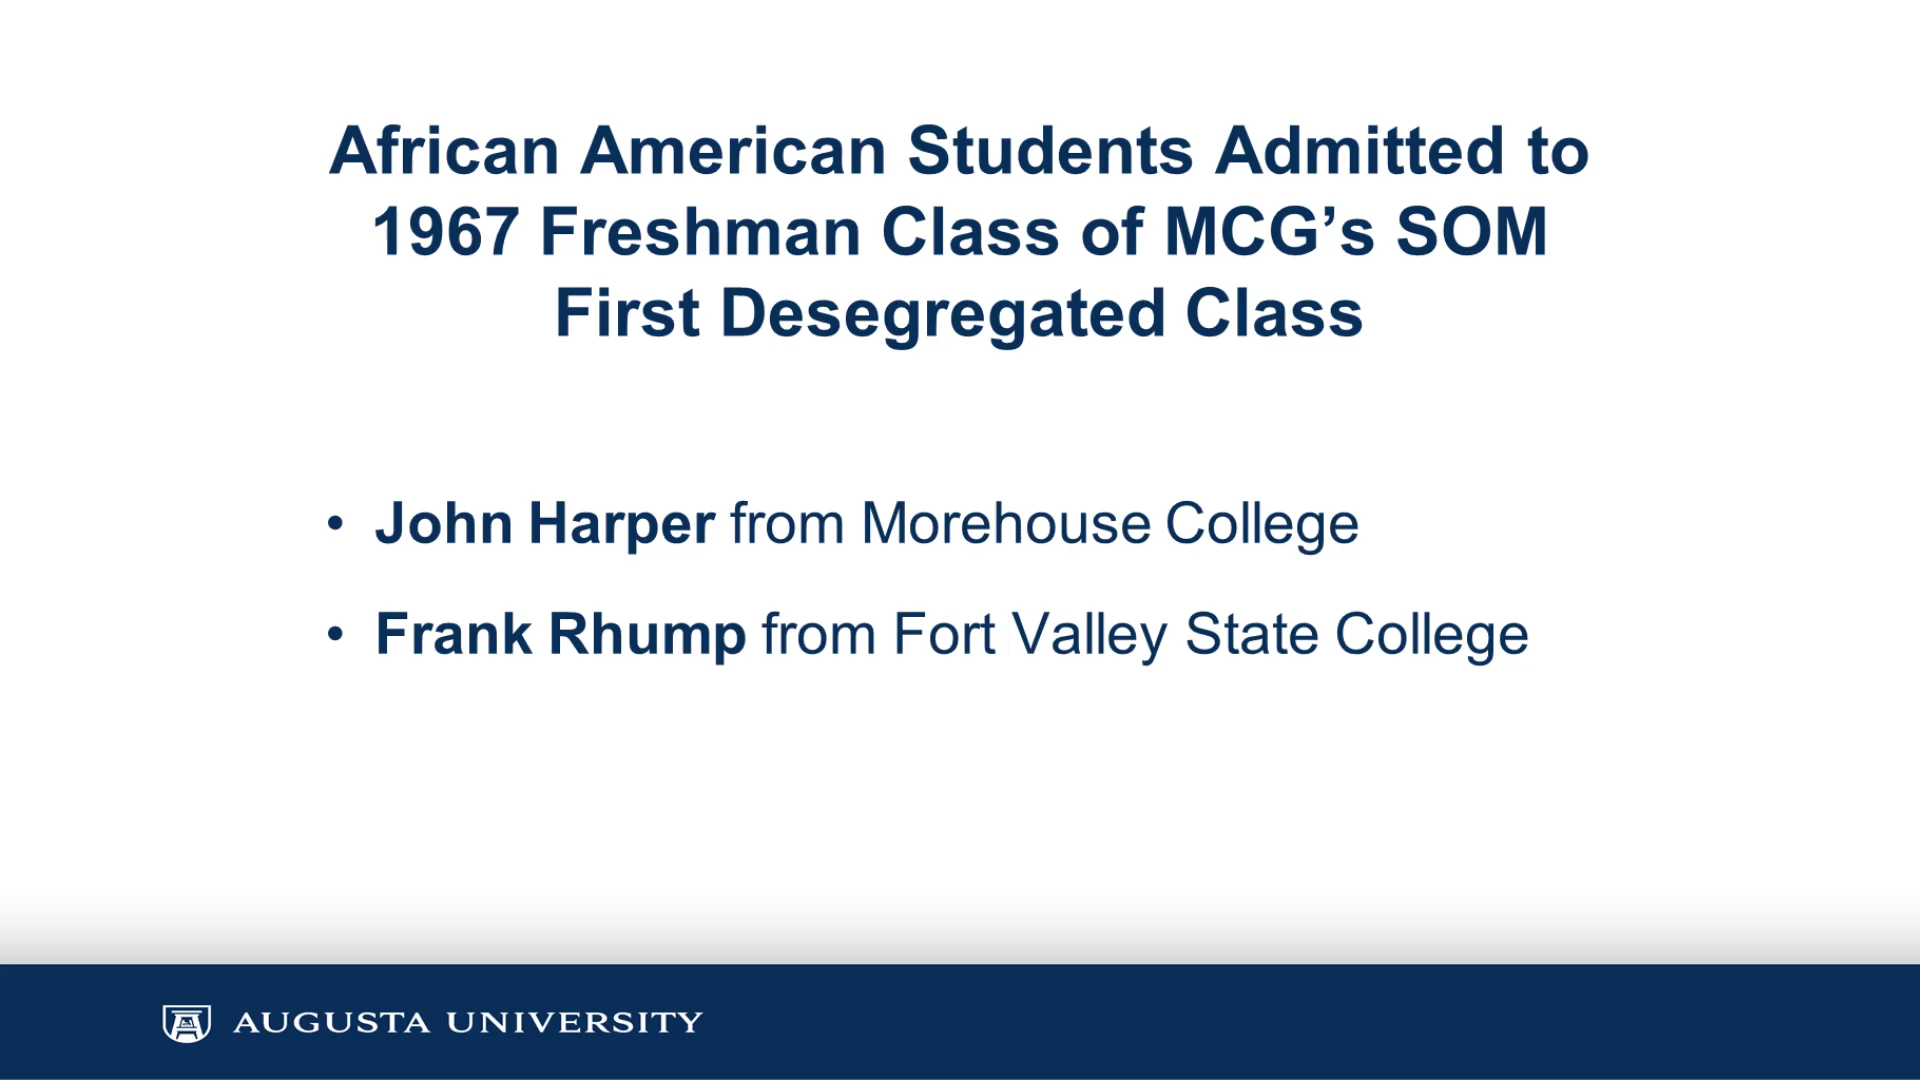 African American Students Admitted to
1967 Freshman Class of MCG’s SOM
First Desegregated Class
• John Harper from Morehouse College
• Frank Rhump from Fort Valley State College
AUGUSTA UNIVERSITY